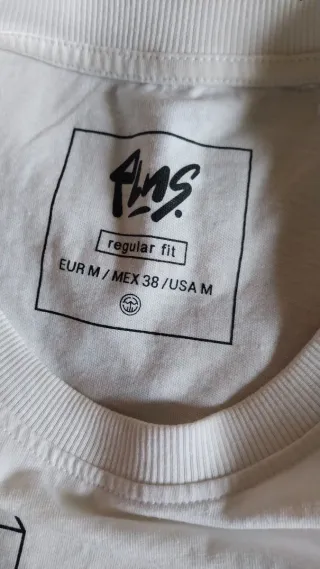 regular fit
EUR M / MEX 38 / USA M